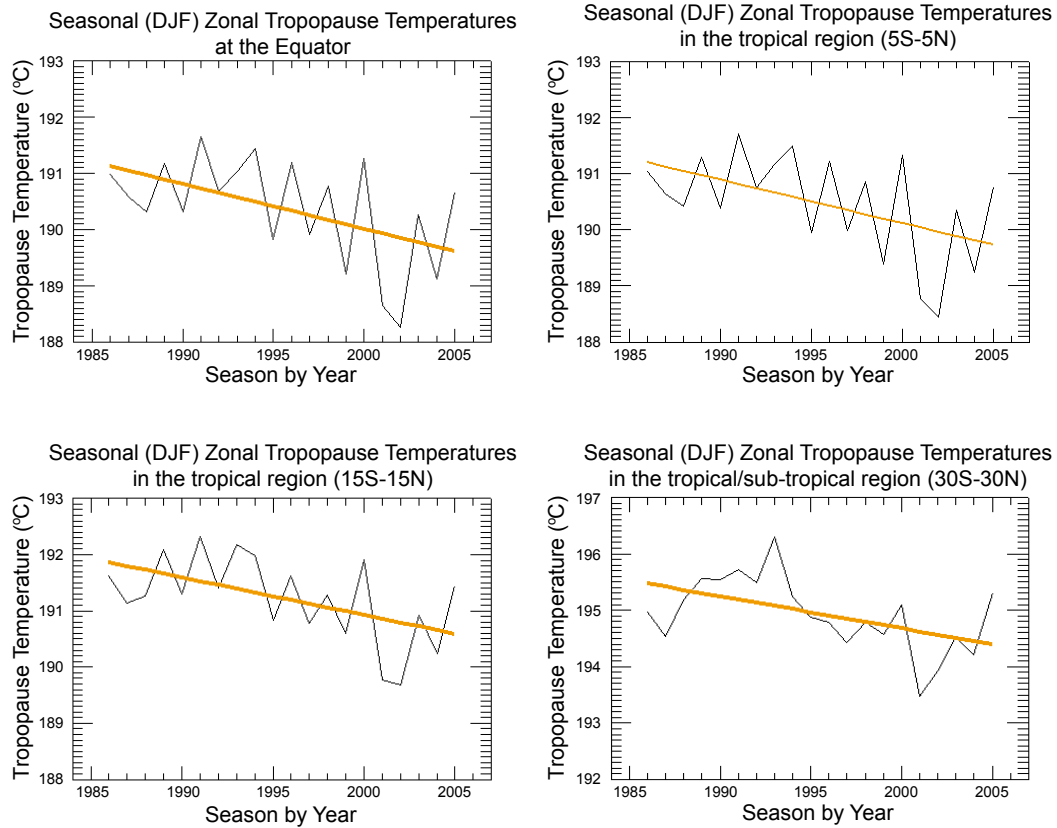 Seasonal (DJF) Zonal Tropopause Temperatures
at the Equator
193
192
191
190
189
188
Tropopause Temperature (ºC)
1985
1990
1995
2000
2005
Season by Year
Seasonal (DJF) Zonal Tropopause Temperatures
in the tropical region (5S-5N)
193
192
191
190
189
188
Tropopause Temperature (ºC)
1985
1990
1995
2000
2005
Season by Year
Seasonal (DJF) Zonal Tropopause Temperatures
in the tropical region (15S-15N)
193
192
191
190
189
188
Tropopause Temperature (ºC)
1985
1990
1995
2000
2005
Season by Year
Seasonal (DJF) Zonal Tropopause Temperatures
in the tropical/sub-tropical region (30S-30N)
197
196
195
194
193
192
Tropopause Temperature (ºC)
1985
1990
1995
2000
2005
Season by Year